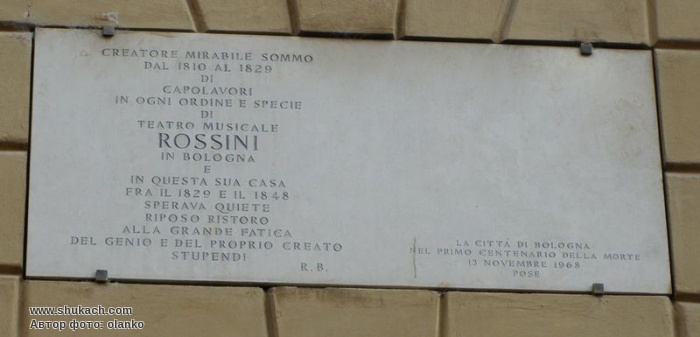 CREATORE MIRABILE SOMMO
DAL 1810 AL 1829
DI
CAPOLAVORI
IN OGNI ORDINE E SPECIE
DI
TEATRO MUSICALE
ROSSINI
IN BOLOGNA
E
IN QUESTA SUA CASA
FRA IL 1829 E IL 1848
SPERAVA QUIETE
RIPOSO RISTORO
ALLA GRANDE FATICA
DEL GENIO E DEL PROPRIO CREATO
STUPENDI
R.B.
LA CITTÀ DI BOLOGNA
NEL PRIMO CENTENARIO DELLA MORTE
13 NOVEMBRE 1968
POSE
www.shukach.com
Автор фото: olanko